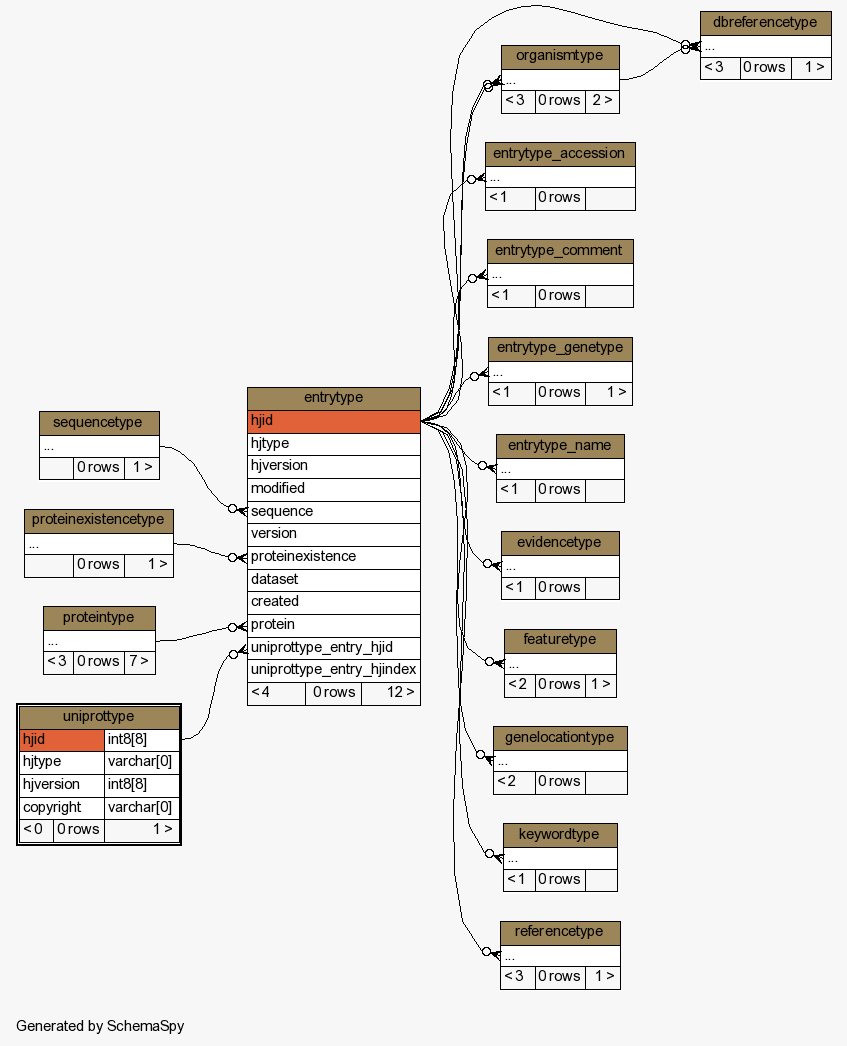 dbreferencetype
...
< 3 0 rows 1 >
organismtype
...
< 3 0 rows 2 >
entrytype_accession
...
< 1 0 rows
entrytype_comment
...
< 1 0 rows
entrytype_genetype
...
< 1 0 rows 1 >
entrytype
hjid
hjtype
hjversion
modified
sequence
version
proteinexistence
dataset
created
protein
uniprottype_entry_hjid
uniprottype_entry_hjindex
< 4 0 rows 12 >
sequencetype
...
0 rows 1 >
proteinexistencetype
...
0 rows 1 >
proteintype
...
< 3 0 rows 7 >
uniprottype
hjid int8[8]
hjtype varchar[0]
hjversion int8[8]
copyright varchar[0]
< 0 0 rows 1 >
entrytype_name
...
< 1 0 rows
evidencetype
...
< 1 0 rows
featuretype
...
< 2 0 rows 1 >
genelocationtype
...
< 2 0 rows
keywordtype
...
< 1 0 rows
referencetype
...
< 3 0 rows 1 >
Generated by SchemaSpy